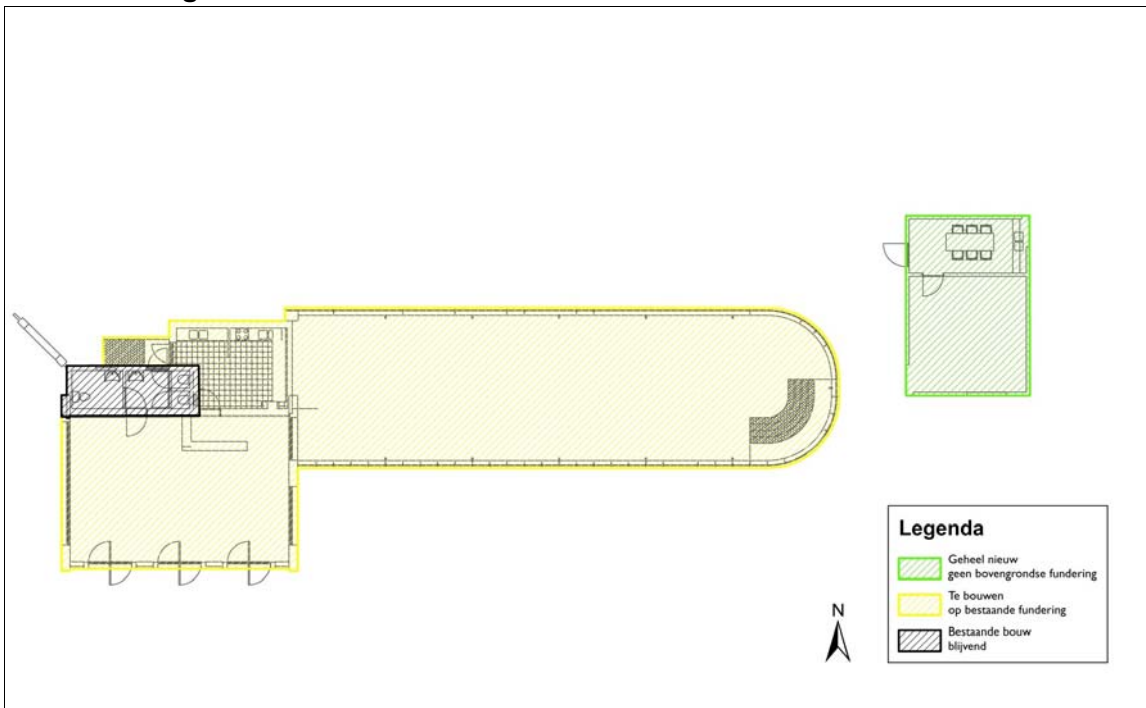 N
Legenda
Geheel nieuw
geen bovengrondse fundering
Te bouwen
op bestaande fundering
Bestaande bouw
blijvend